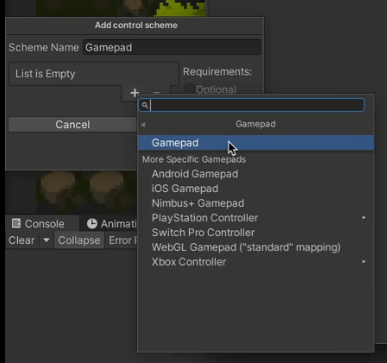 Add control scheme
Scheme Name Gamepad
List is Empty
Requirements:
Optional
Cancel
Gamepad
Gamepad
More Specific Gamepads
Android Gamepad
iOS Gamepad
Nimbus+ Gamepad
PlayStation Controller
Switch Pro Controller
WebGL Gamepad ("standard" mapping)
Xbox Controller
Console
Clear Collapse Error